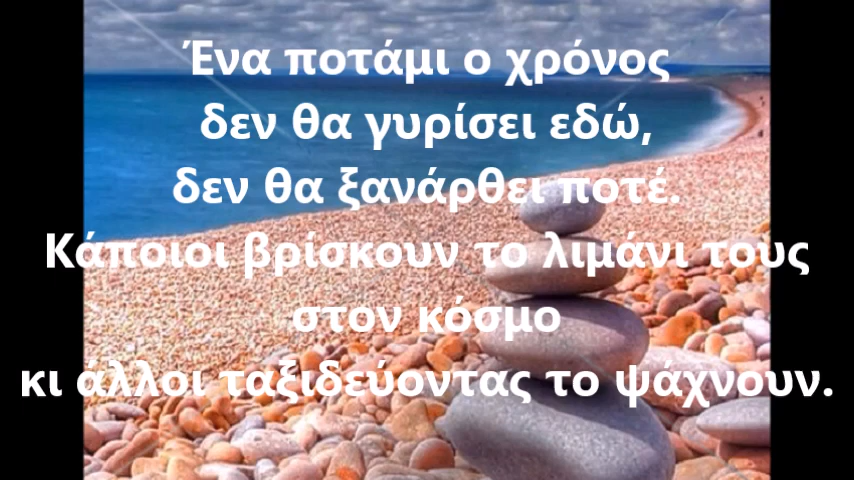 Ένα ποτάμι ο χρόνος
δεν θα γυρίσει εδώ,
δεν θα ξανάρθει ποτέ.
Κάποιοι βρίσκουν το λιμάνι τους
στον κόσμο
κι άλλοι ταξιδεύοντας το ψάχνουν.